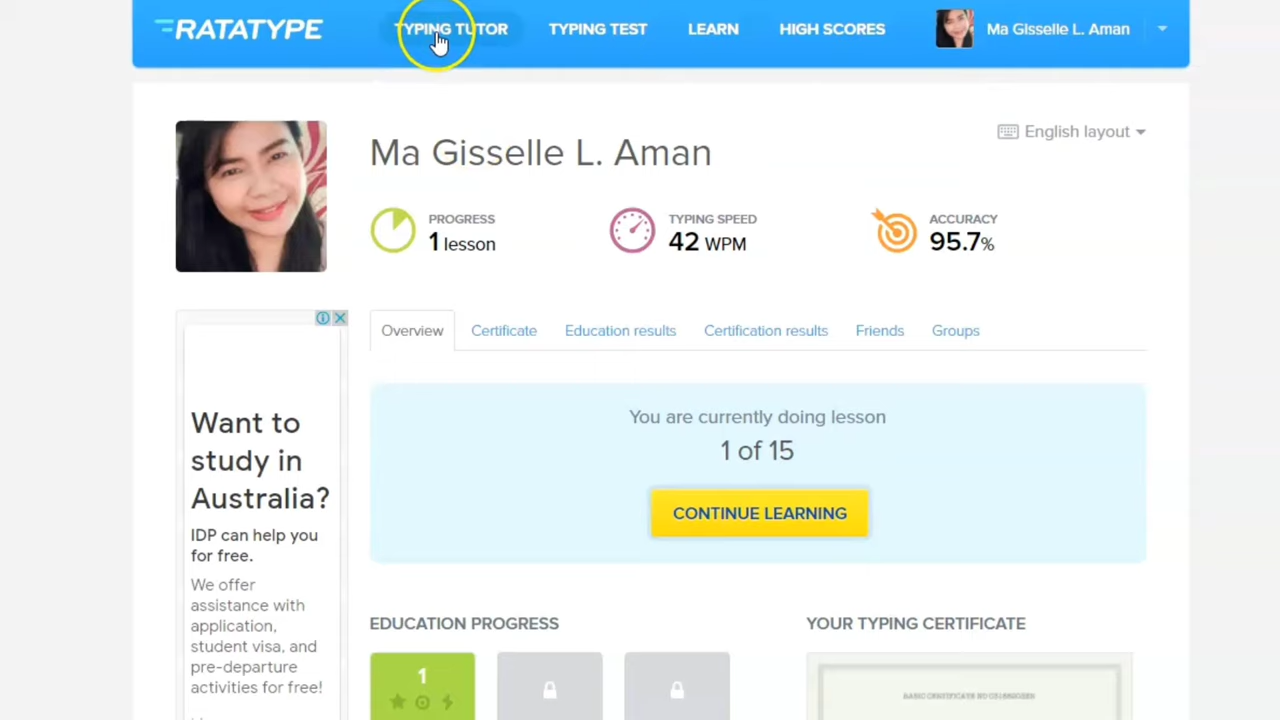 RATATYPE
TYPING TUTOR
TYPING TEST
LEARN
HIGH SCORES
Ma Gisselle L. Aman
Ma Gisselle L. Aman
English layout
PROGRESS
1 lesson
TYPING SPEED
42 WPM
ACCURACY
95.7%
Overview
Certificate
Education results
Certification results
Friends
Groups
You are currently doing lesson
1 of 15
CONTINUE LEARNING
Want to
study in
Australia?
IDP can help you
for free.
We offer
assistance with
application,
student visa, and
pre-departure
activities for free!
EDUCATION PROGRESS
1
YOUR TYPING CERTIFICATE